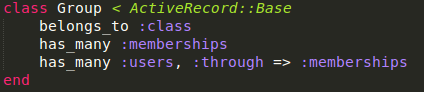 class Group < ActiveRecord::Base
    belongs_to :class
    has_many :memberships
    has_many :users, :through => :memberships
end